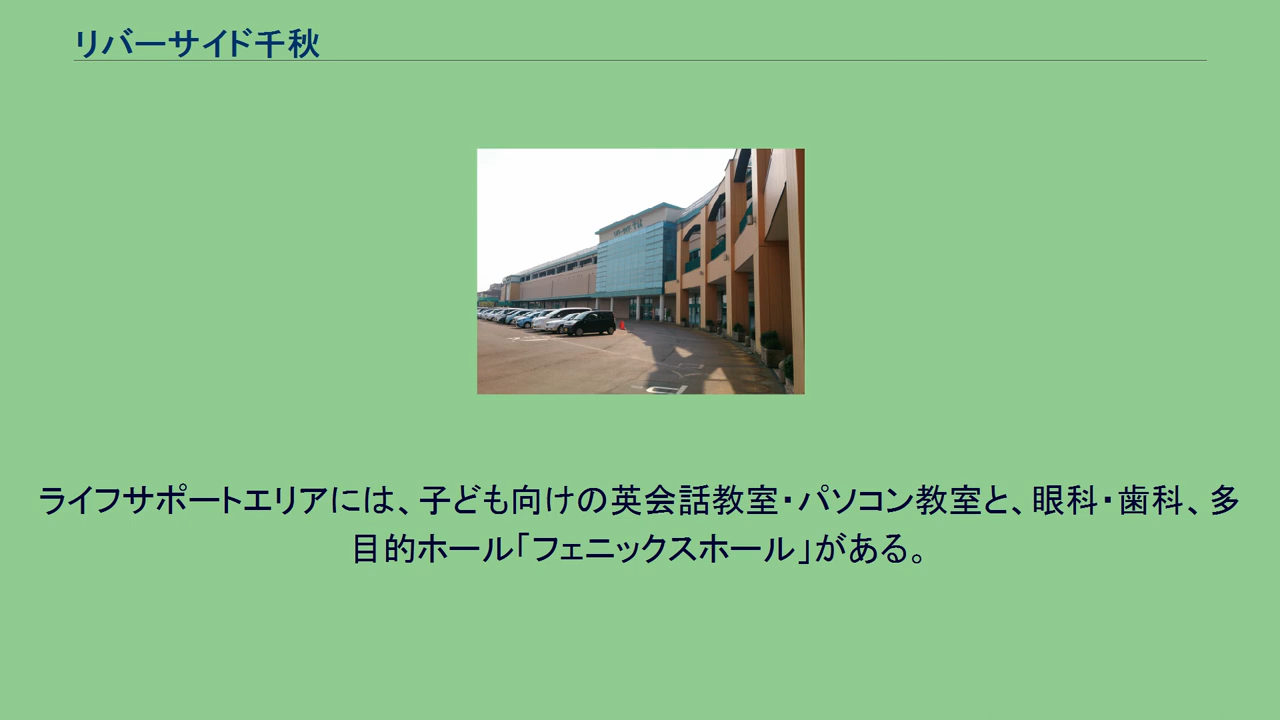 リバーサイド千秋
ライフサポートエリアには、子ども向けの英会話教室・パソコン教室と、眼科・歯科、多
目的ホール｢フェニックスホール｣がある。